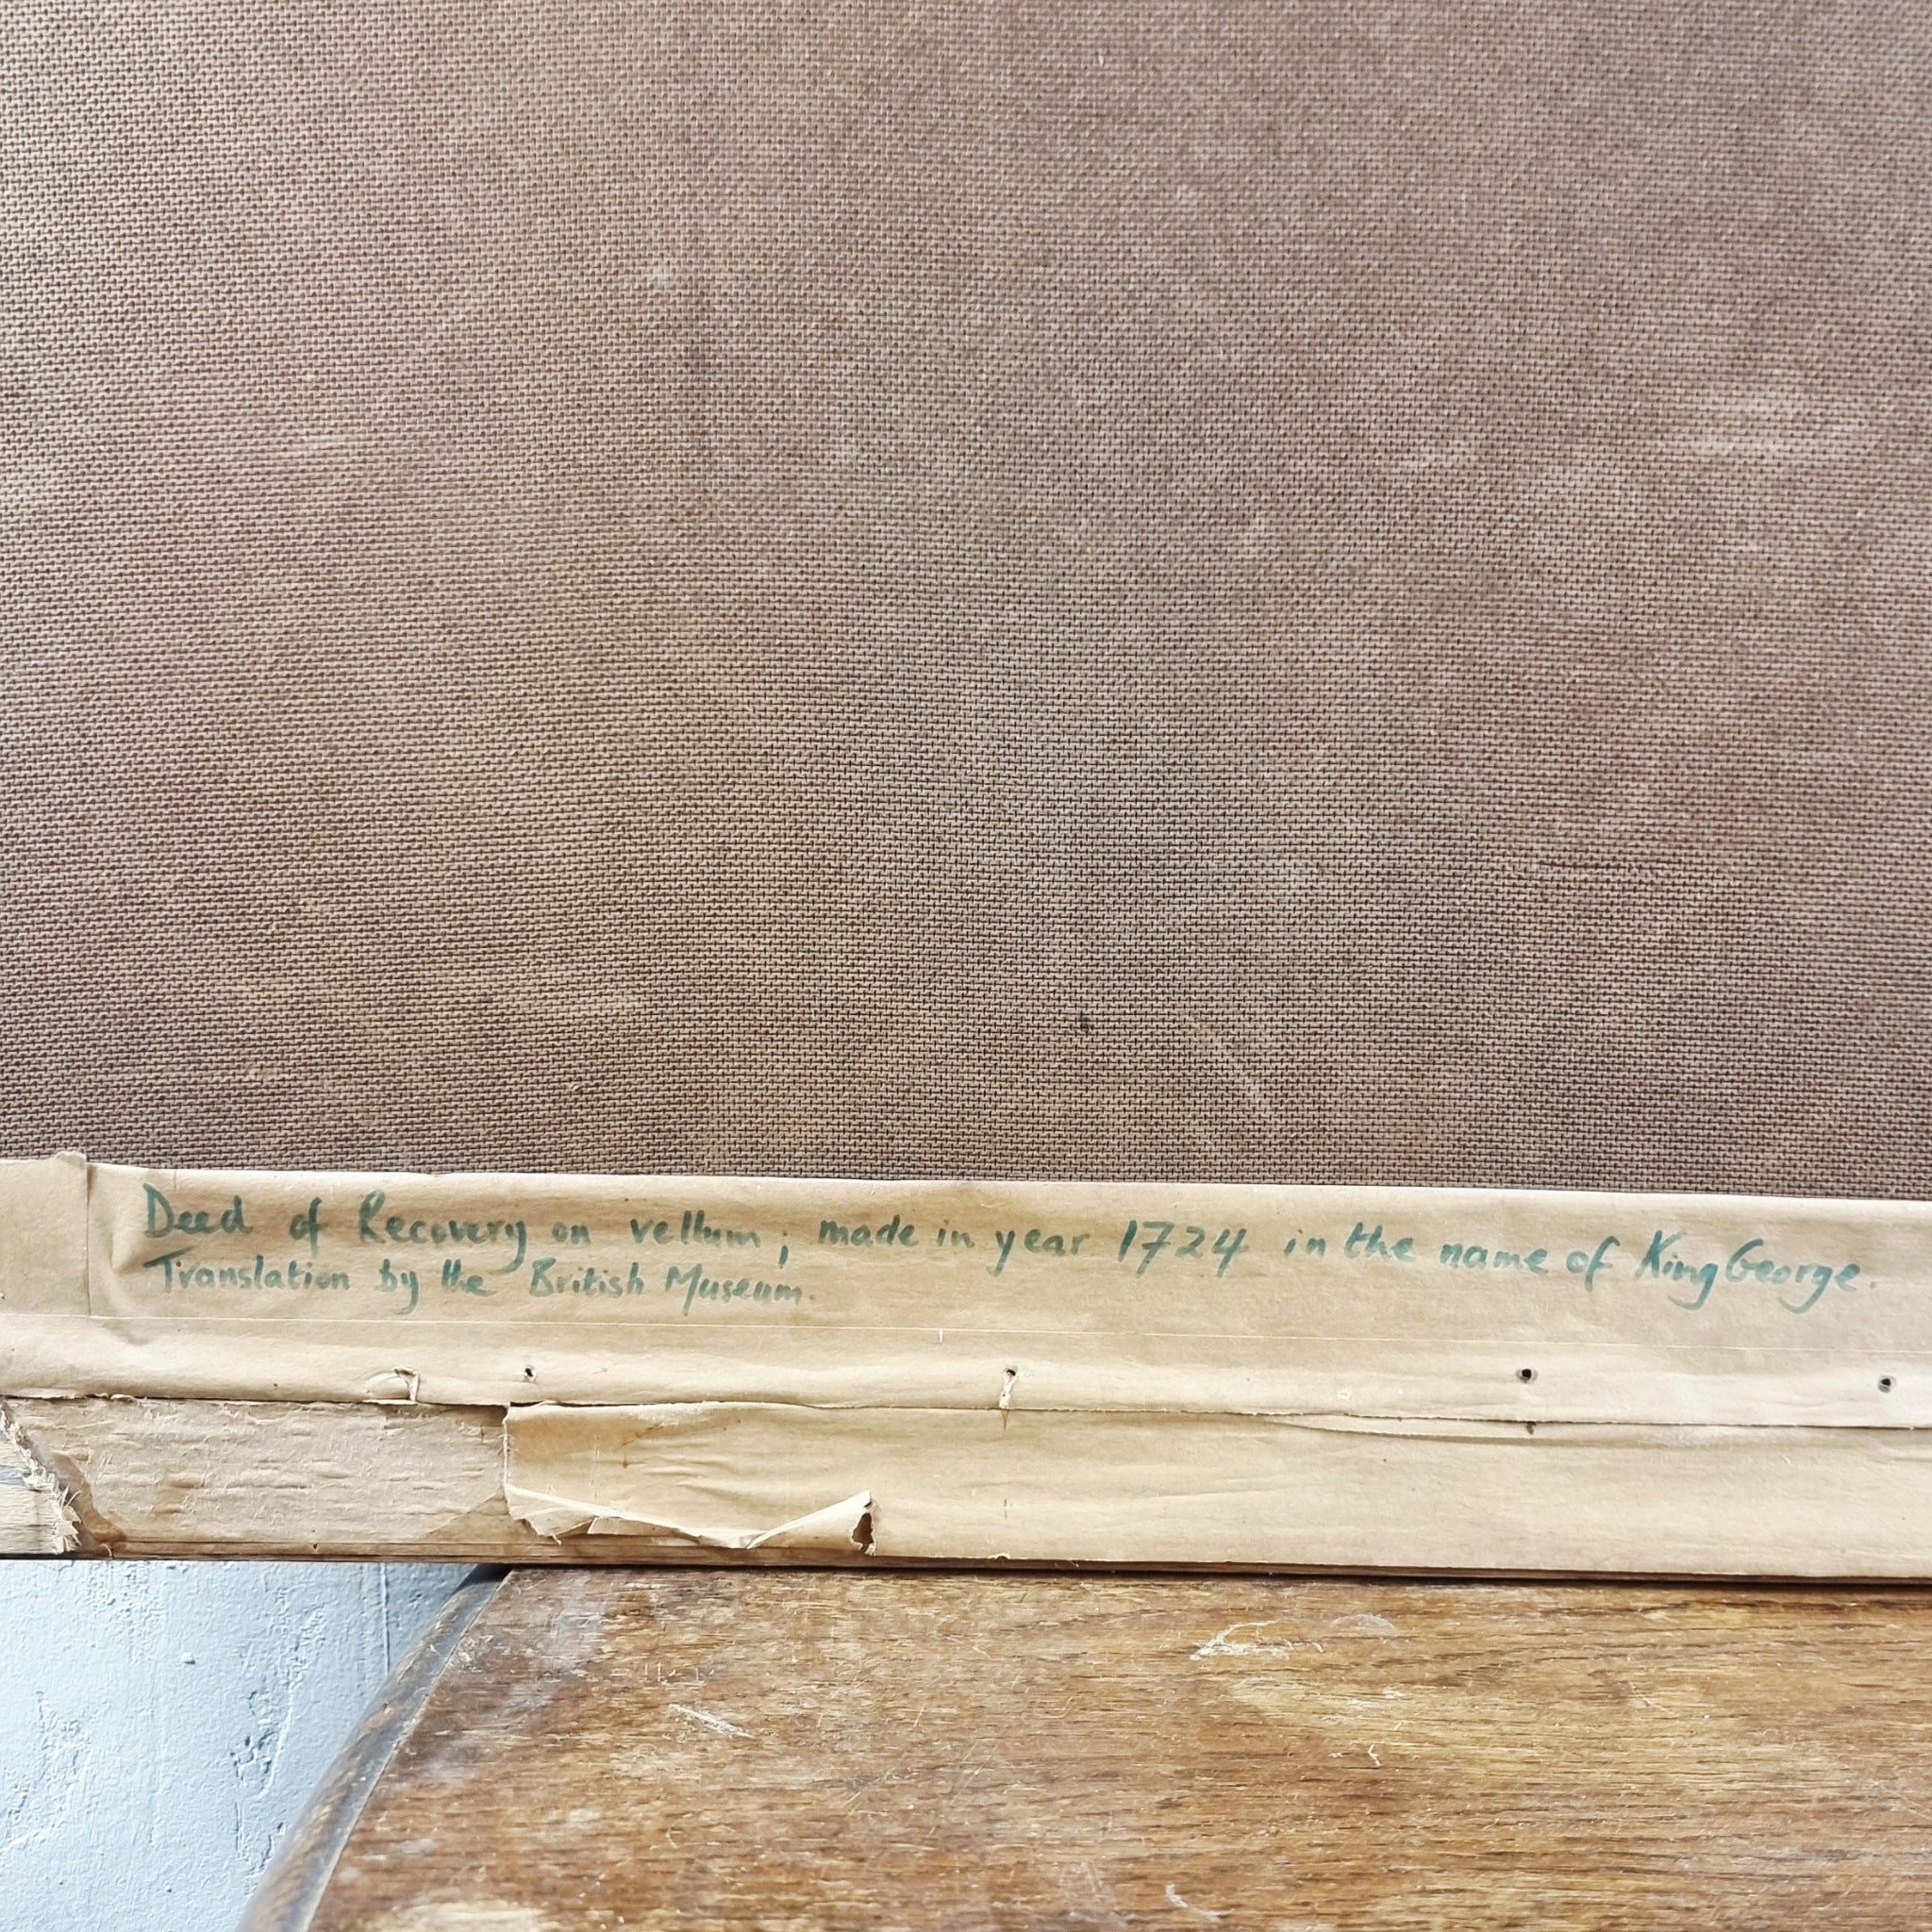 Deed of Recovery on vellum; made in year 1724 in the name of King George.
Translation by the British Museum.